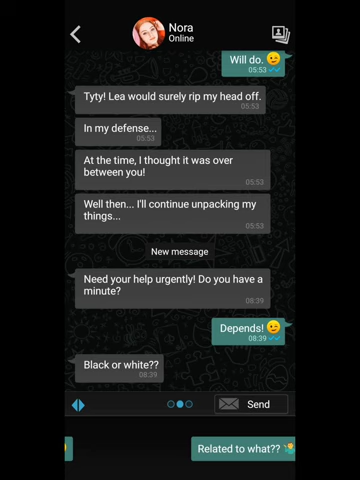 Nora
Online
Will do. 😉
05:53
Tyty! Lea would surely rip my head off.
05:53
In my defense...
05:53
At the time, I thought it was over
between you!
05:53
Well then... I'll continue unpacking my
things...
05:53
New message
Need your help urgently! Do you have a
minute?
08:39
Depends! 😉
08:39
Black or white??
08:39
Send
Related to what?? 🤷‍♂️